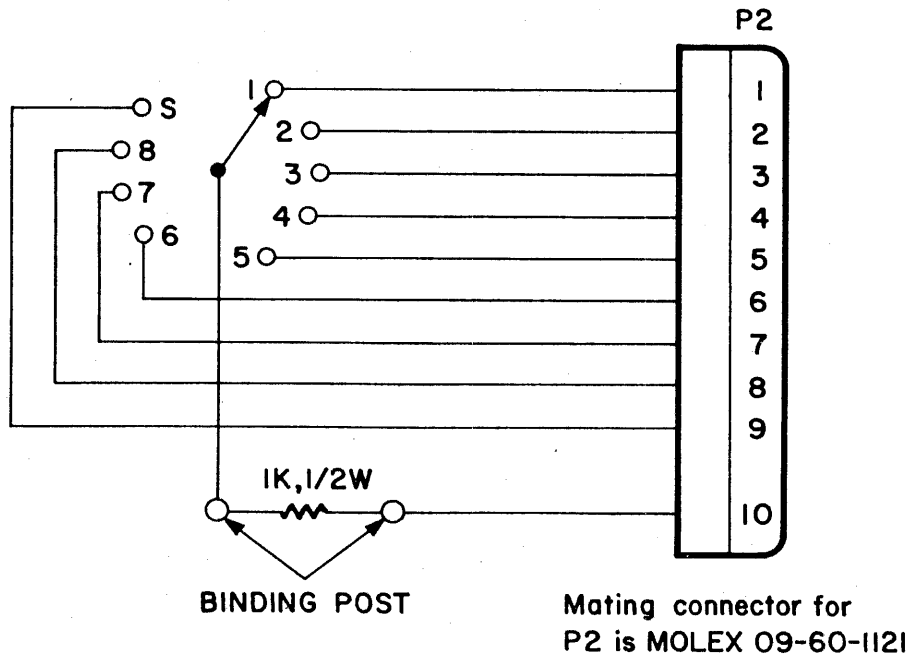 P2
1 1
S
2 2
8
3 3
7
4 4
6
5 5
6
7
8
9
1K,1/2W
10
BINDING POST
Mating connector for
P2 is MOLEX 09-60-1121